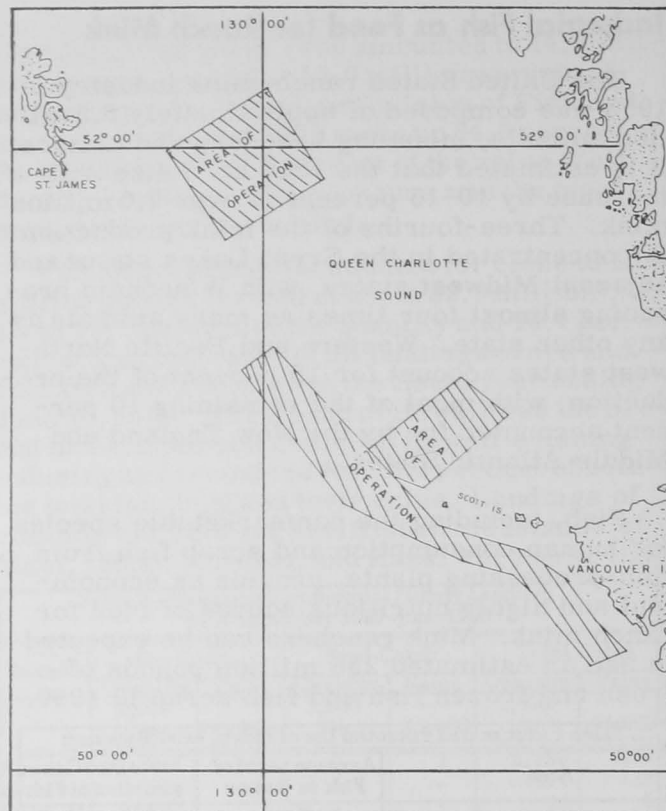 130° 00'
52° 00'
52° 00'
CAPE
ST. JAMES
AREA OF
OPERATION
QUEEN CHARLOTTE
SOUND
AREA
OF
OPERATION
SCOTT IS.
VANCOUVER I
50° 00'
50° 00'
130° 00'